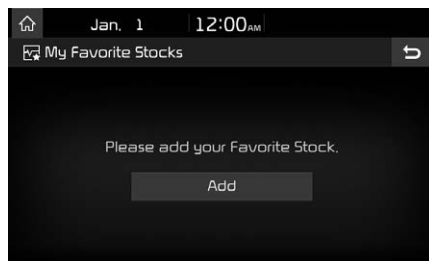 Jan. 1 12:00AM
My Favorite Stocks
Please add your Favorite Stock.
Add